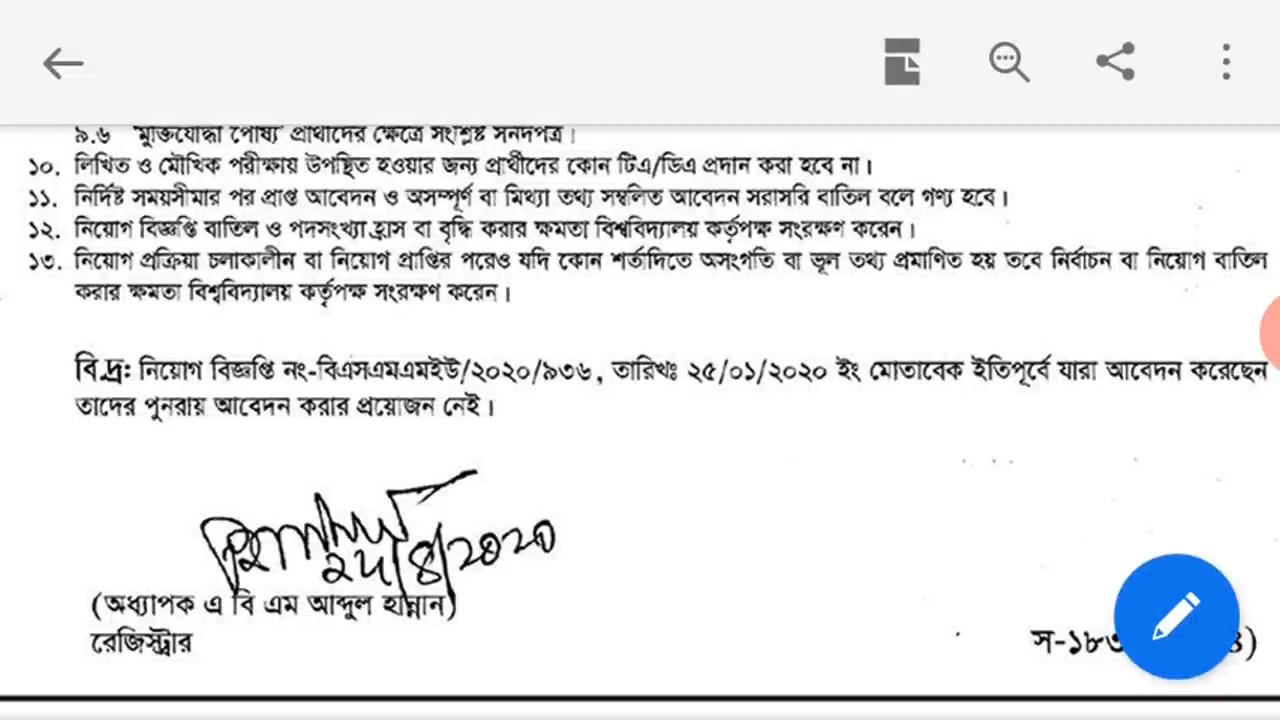 ৯.৬ 'মুক্তিযোদ্ধা পোষ্য' প্রার্থীদের ক্ষেত্রে সংশ্লিষ্ট সনদপত্র।
১০. লিখিত ও মৌখিক পরীক্ষায় উপস্থিত হওয়ার জন্য প্রার্থীদের কোন টিএ/ডিএ প্রদান করা হবে না।
১১. নির্দিষ্ট সময়সীমার পর প্রাপ্ত আবেদন ও অসম্পূর্ণ বা মিথ্যা তথ্য সম্বলিত আবেদন সরাসরি বাতিল বলে গণ্য হবে।
১২. নিয়োগ বিজ্ঞপ্তি বাতিল ও পদসংখ্যা হ্রাস বা বৃদ্ধি করার ক্ষমতা বিশ্ববিদ্যালয় কর্তৃপক্ষ সংরক্ষণ করেন।
১৩. নিয়োগ প্রক্রিয়া চলাকালীন বা নিয়োগ প্রাপ্তির পরেও যদি কোন শর্তাদিতে অসংগতি বা ভূল তথ্য প্রমাণিত হয় তবে নির্বাচন বা নিয়োগ বাতিল
করার ক্ষমতা বিশ্ববিদ্যালয় কর্তৃপক্ষ সংরক্ষণ করেন।
বি.দ্র: নিয়োগ বিজ্ঞপ্তি নং-বিএসএমএমইউ/২০২০/৯৩৬, তারিখঃ ২৫/০১/২০২০ ইং মোতাবেক ইতিপূর্বে যারা আবেদন করেছেন
তাদের পুনরায় আবেদন করার প্রয়োজন নেই।
(অধ্যাপক এ বি এম আব্দুল হান্নান)
রেজিস্ট্রার